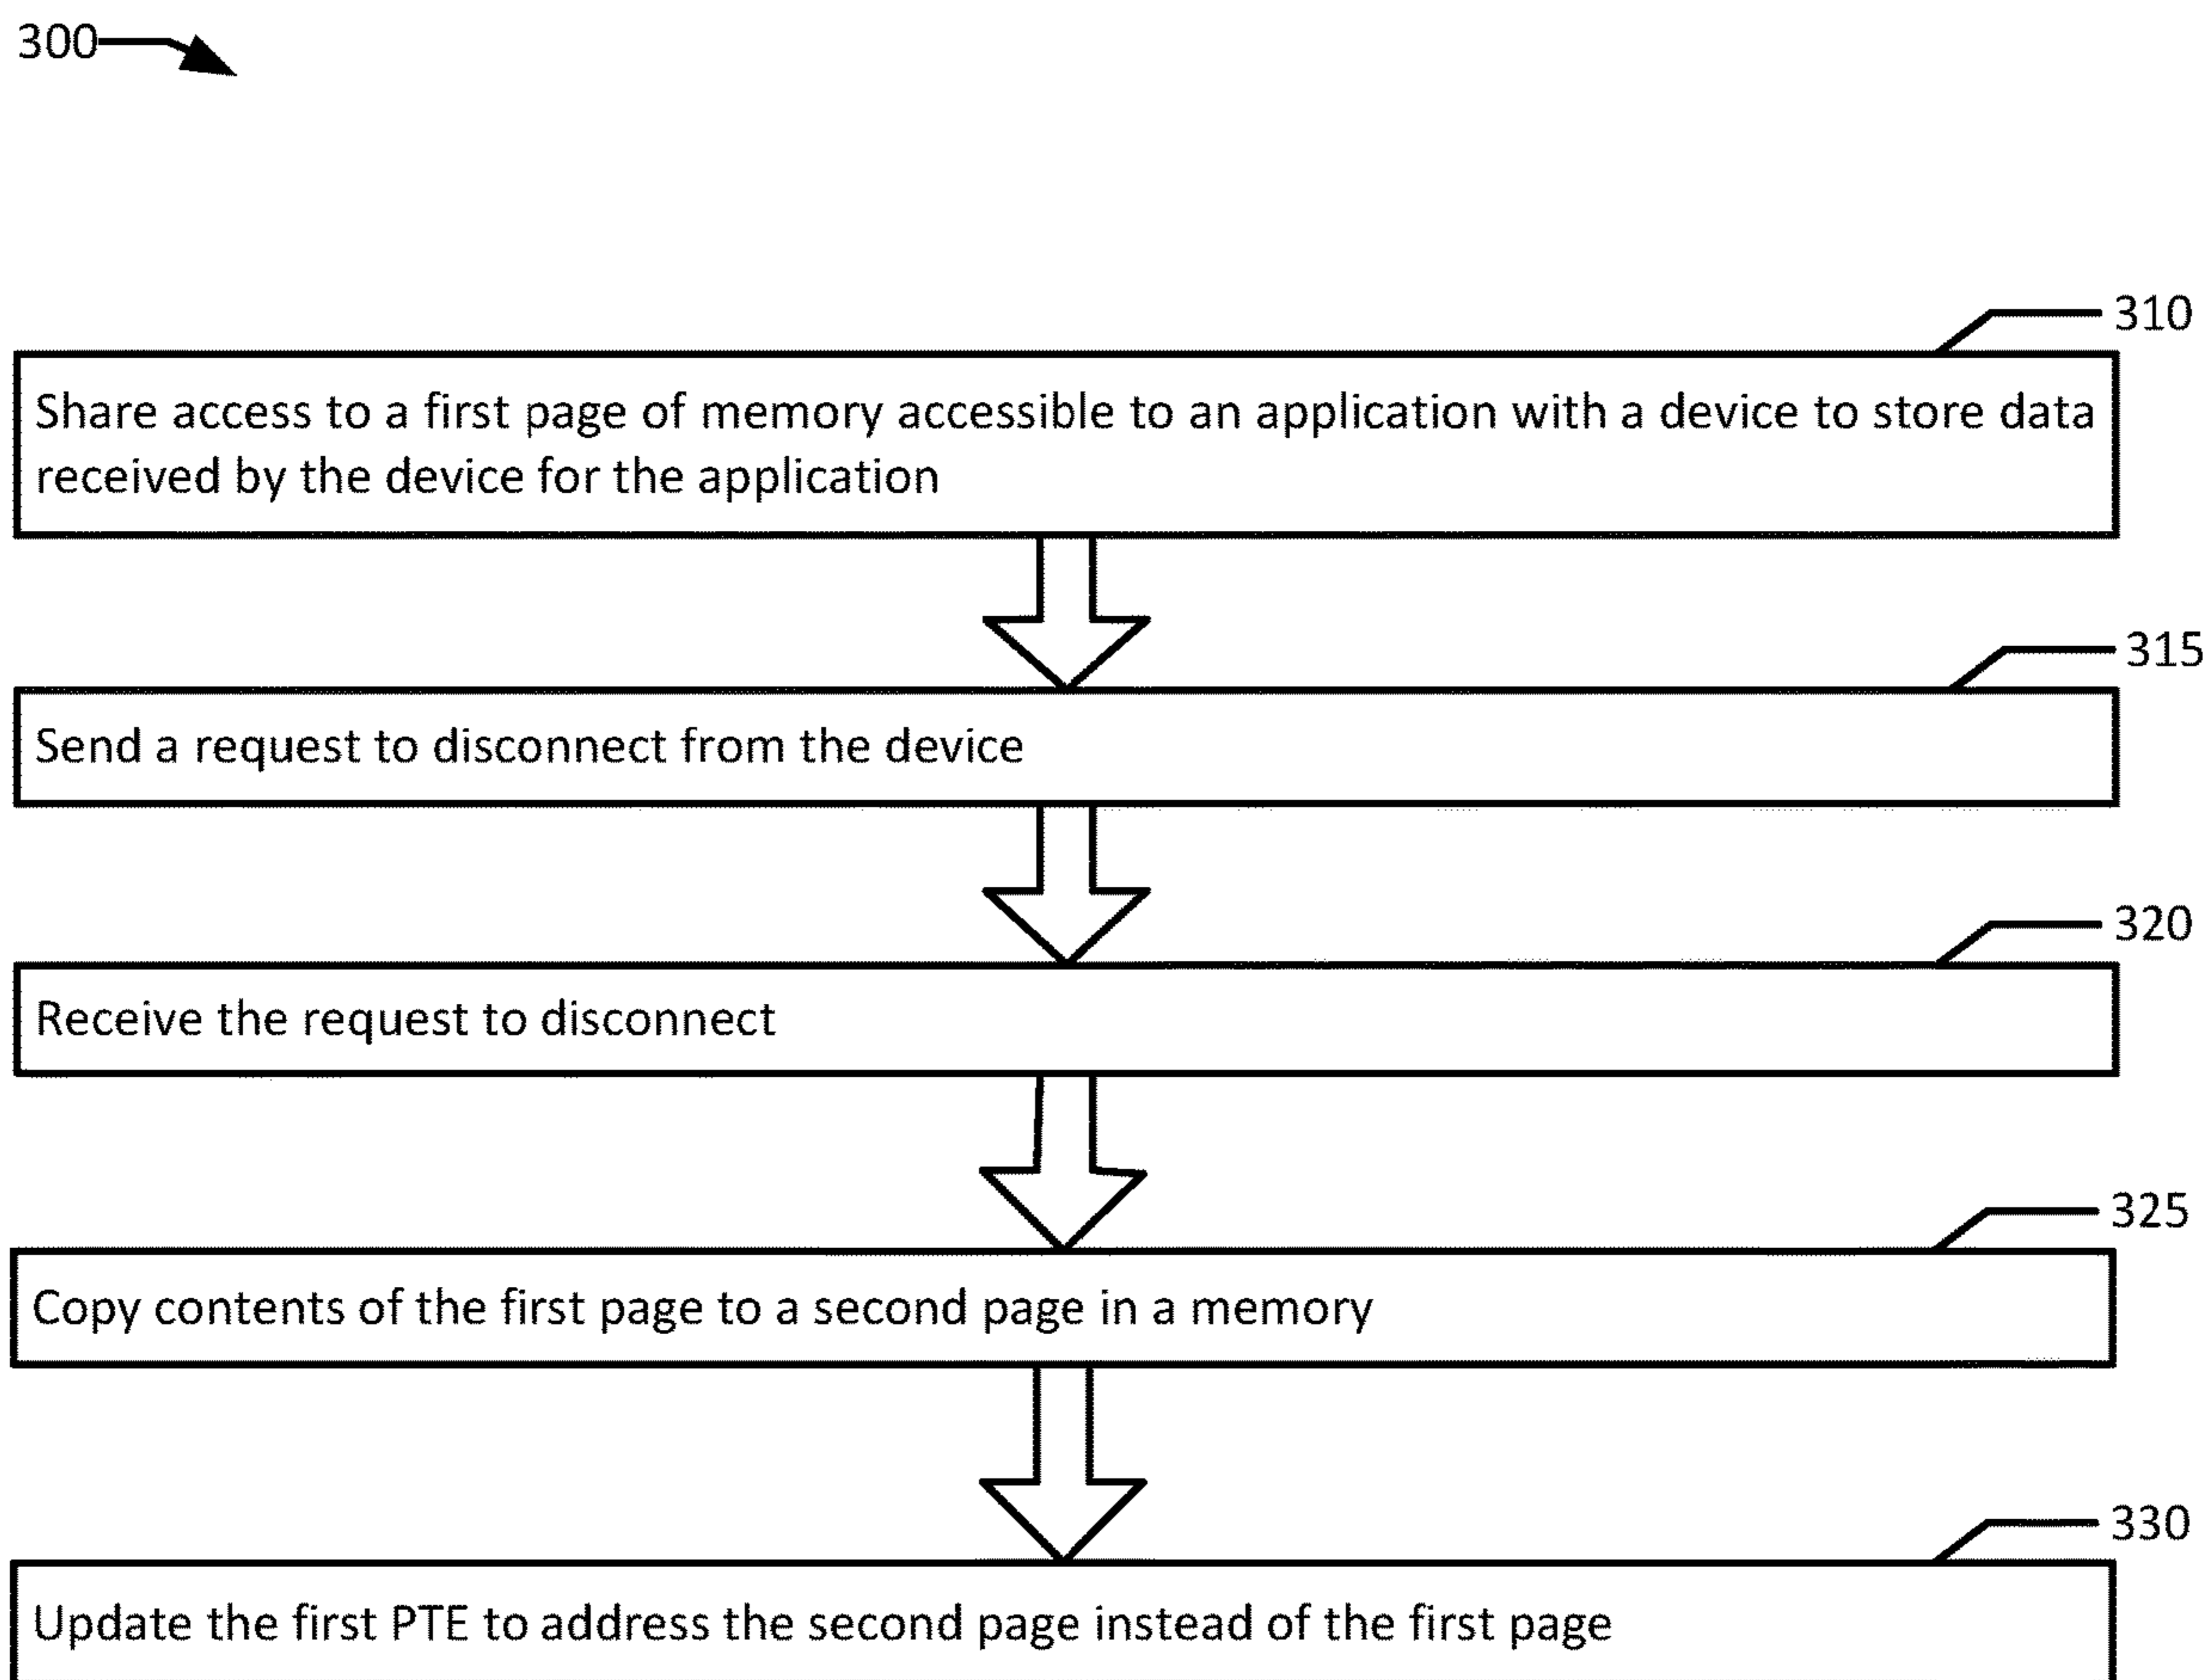 300
310
Share access to a first page of memory accessible to an application with a device to store data
received by the device for the application
315
Send a request to disconnect from the device
320
Receive the request to disconnect
325
Copy contents of the first page to a second page in a memory
330
Update the first PTE to address the second page instead of the first page